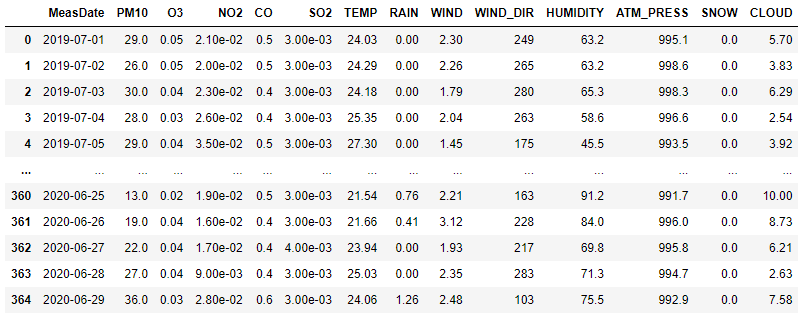 MeasDate PM10 O3 NO2 CO SO2 TEMP RAIN WIND WIND_DIR HUMIDITY ATM_PRESS SNOW CLOUD
0 2019-07-01 29.0 0.05 2.10e-02 0.5 3.00e-03 24.03 0.00 2.30 249 63.2 995.1 0.0 5.70
1 2019-07-02 26.0 0.05 2.00e-02 0.5 3.00e-03 24.29 0.00 2.26 265 63.2 998.6 0.0 3.83
2 2019-07-03 30.0 0.04 2.30e-02 0.4 3.00e-03 24.18 0.00 1.79 280 65.3 998.3 0.0 6.29
3 2019-07-04 28.0 0.03 2.60e-02 0.4 3.00e-03 25.35 0.00 2.04 263 58.6 996.6 0.0 2.54
4 2019-07-05 29.0 0.04 3.50e-02 0.5 3.00e-03 27.30 0.00 1.45 175 45.5 993.5 0.0 3.92
... ... ... ... ... ... ... ... ... ... ... ... ... ... ...
360 2020-06-25 13.0 0.02 1.90e-02 0.5 3.00e-03 21.54 0.76 2.21 163 91.2 991.7 0.0 10.00
361 2020-06-26 19.0 0.04 1.60e-02 0.4 3.00e-03 21.66 0.41 3.12 228 84.0 996.0 0.0 8.73
362 2020-06-27 22.0 0.04 1.70e-02 0.4 4.00e-03 23.94 0.00 1.93 217 69.8 995.8 0.0 6.21
363 2020-06-28 27.0 0.04 9.00e-03 0.4 3.00e-03 25.03 0.00 2.35 283 71.3 994.7 0.0 2.63
364 2020-06-29 36.0 0.03 2.80e-02 0.6 3.00e-03 24.06 1.26 2.48 103 75.5 992.9 0.0 7.58